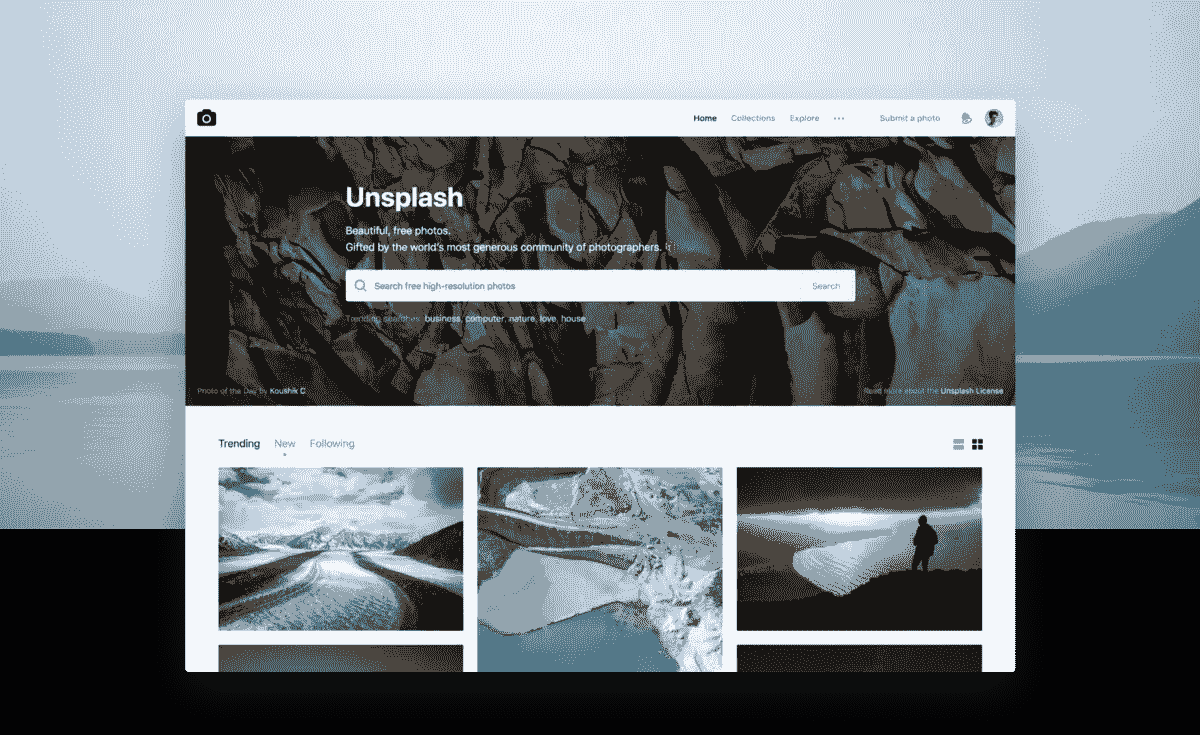 Home Collections Explore ··· Submit a photo
Unsplash
Beautiful, free photos.
Gifted by the world's most generous community of photographers.
Search free high-resolution photos Search
Trending searches: business, computer, nature, love, house
Photo of the Day by Koushik C
Read more about the Unsplash License
Trending New Following